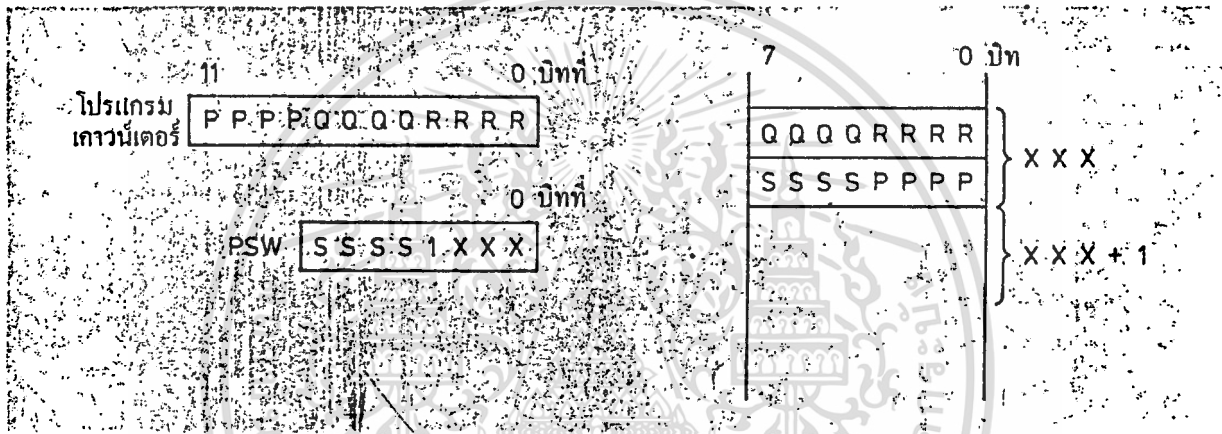 11 0 บิทที่
โปรแกรม
เคาวน์เตอร์ P P P P Q Q Q Q R R R R
0 บิทที่
PSW S S S S 1 X X X
7 0 บิท
Q Q Q Q R R R R
S S S S P P P P
X X X
X X X + 1